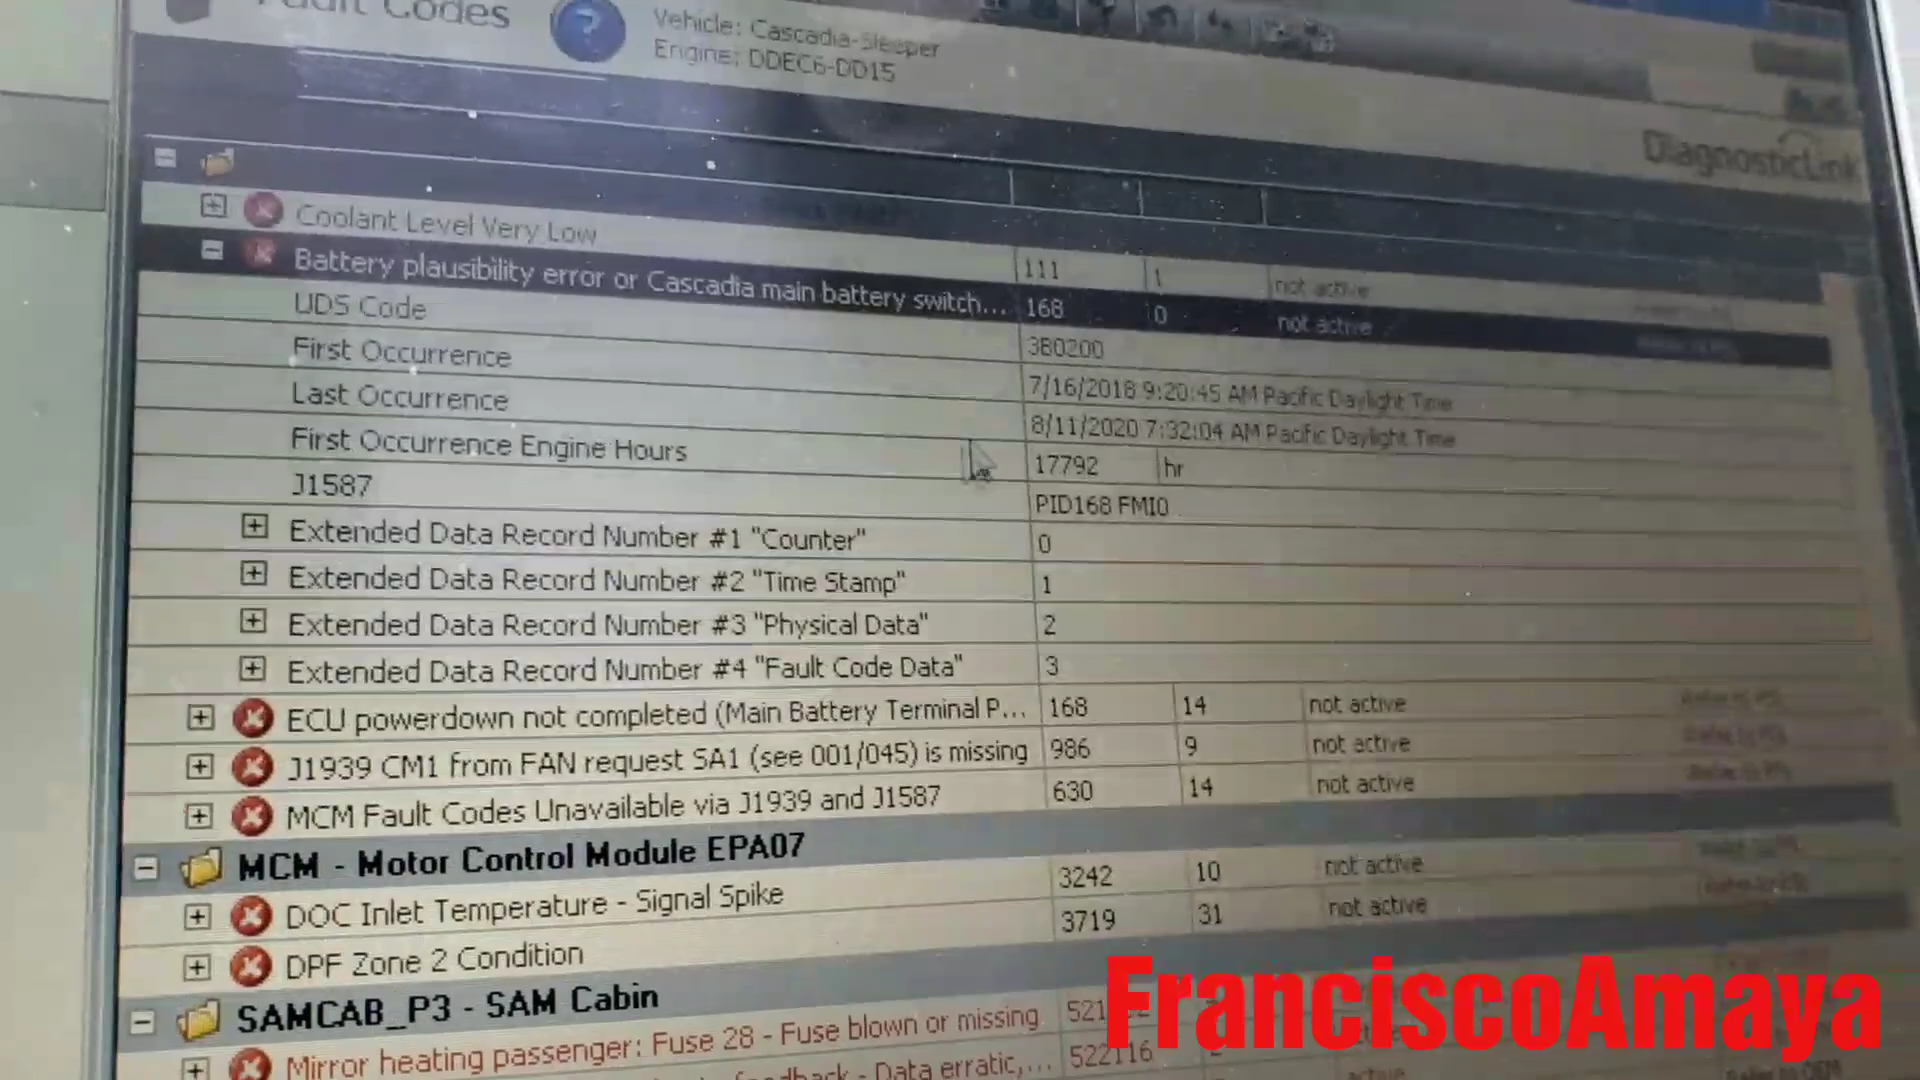 Fault Codes
Vehicle: Cascadia-Sleeper
Engine: DDEC6-DD15
DiagnosticLink
Coolant Level Very Low 111 1 not active
Battery plausibility error or Cascadia main battery switch... 168 0 not active
UDS Code 3B0200
First Occurrence 7/16/2018 9:20:45 AM Pacific Daylight Time
Last Occurrence 8/11/2020 7:32:04 AM Pacific Daylight Time
First Occurrence Engine Hours 17792 hr
J1587 PID168 FMI0
Extended Data Record Number #1 "Counter" 0
Extended Data Record Number #2 "Time Stamp" 1
Extended Data Record Number #3 "Physical Data" 2
Extended Data Record Number #4 "Fault Code Data" 3
ECU powerdown not completed (Main Battery Terminal P... 168 14 not active
J1939 CM1 from FAN request SA1 (see 001/045) is missing 986 9 not active
MCM Fault Codes Unavailable via J1939 and J1587 630 14 not active
MCM - Motor Control Module EPA07
DOC Inlet Temperature - Signal Spike 3242 10 not active
DPF Zone 2 Condition 3719 31 not active
SAMCAB_P3 - SAM Cabin
Mirror heating passenger: Fuse 28 - Fuse blown or missing
feedback - Data erratic,... 522116
FranciscoAmaya